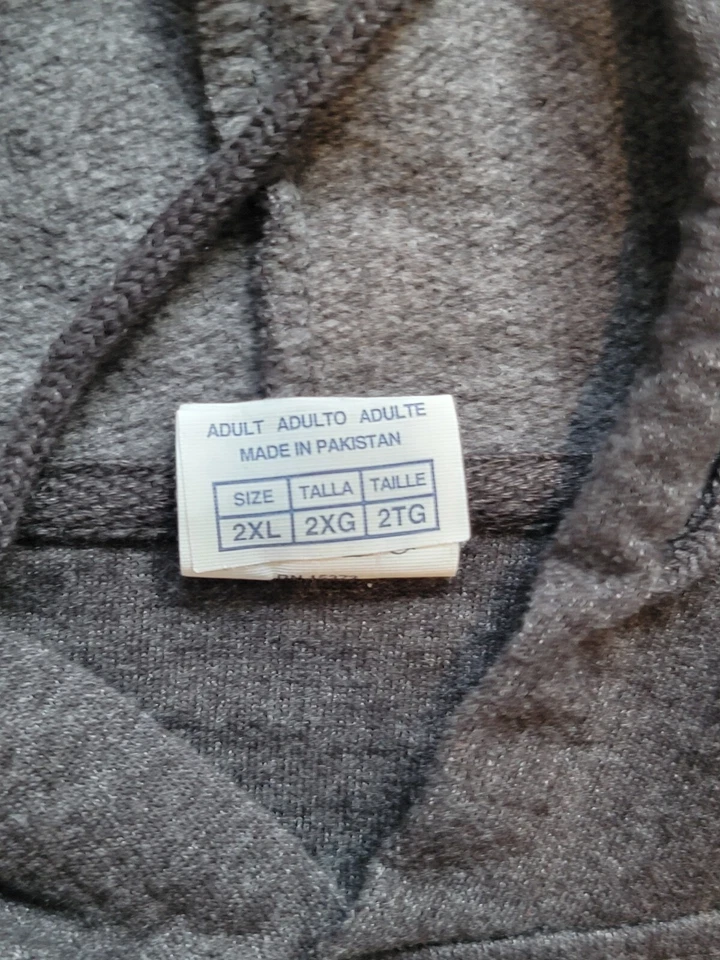 ADULT ADULTO ADULTE
MADE IN PAKISTAN
SIZE TALLA TAILLE
2XL 2XG 2TG